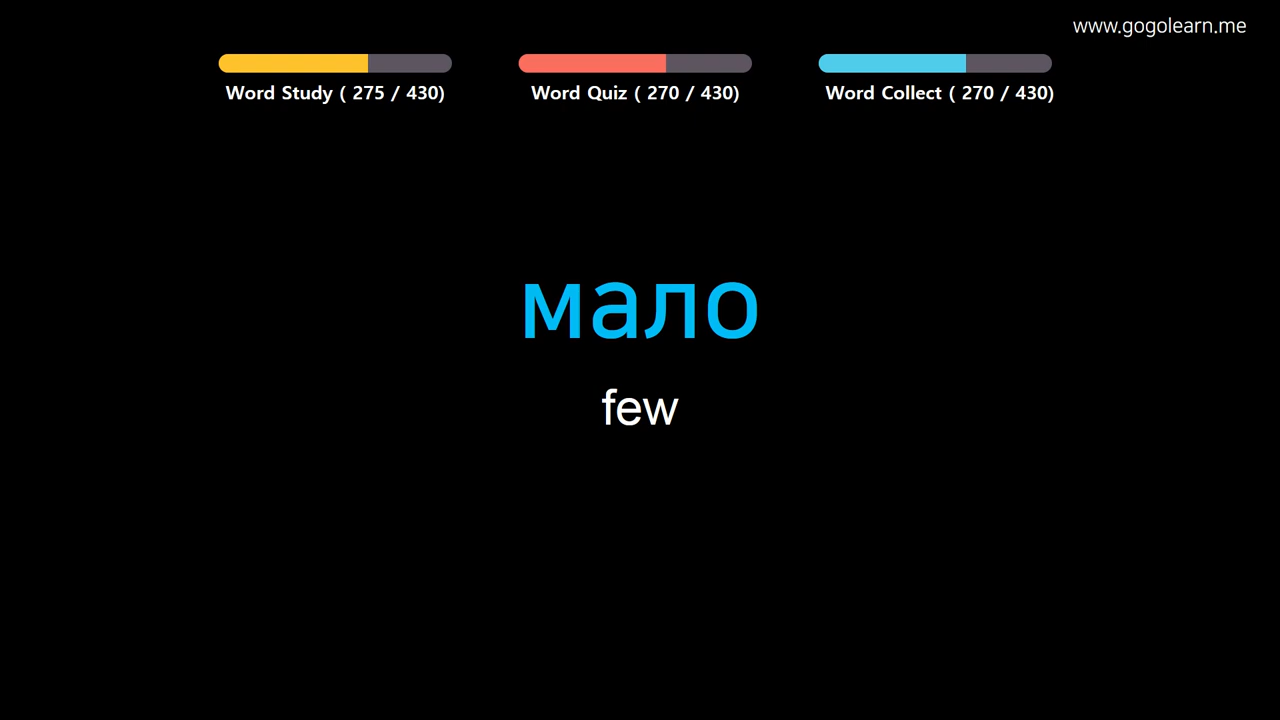 www.gogolearn.me
Word Study ( 275 / 430)
Word Quiz ( 270 / 430)
Word Collect ( 270 / 430)
мало
few